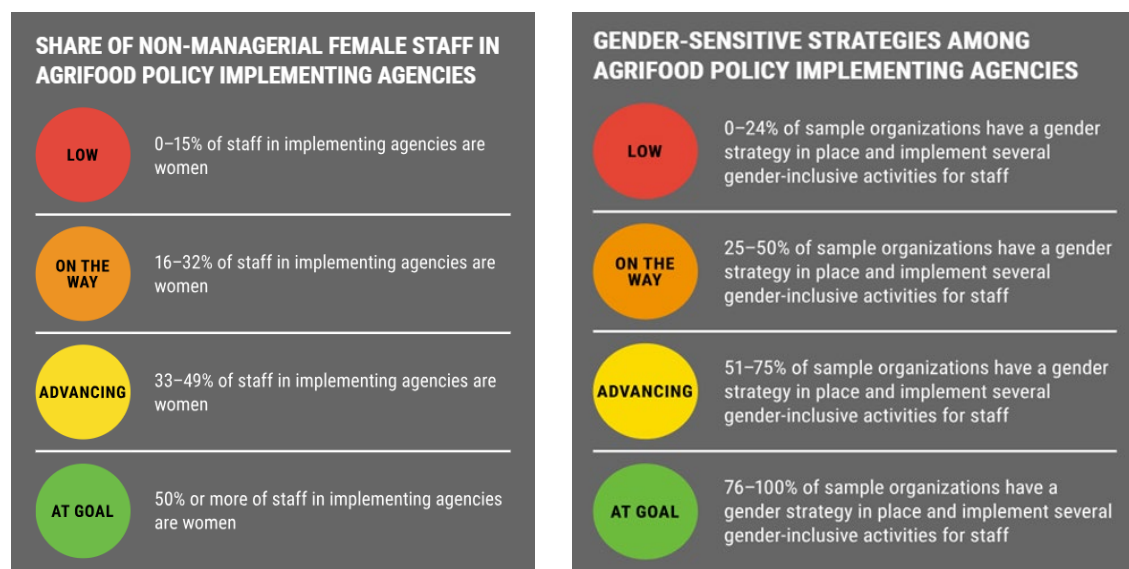 SHARE OF NON-MANAGERIAL FEMALE STAFF IN
AGRIFOOD POLICY IMPLEMENTING AGENCIES
LOW
0–15% of staff in implementing agencies are
women
ON THE
WAY
16–32% of staff in implementing agencies are
women
ADVANCING
33–49% of staff in implementing agencies are
women
AT GOAL
50% or more of staff in implementing agencies
are women
GENDER-SENSITIVE STRATEGIES AMONG
AGRIFOOD POLICY IMPLEMENTING AGENCIES
LOW
0–24% of sample organizations have a gender
strategy in place and implement several
gender-inclusive activities for staff
ON THE
WAY
25–50% of sample organizations have a gender
strategy in place and implement several
gender-inclusive activities for staff
ADVANCING
51–75% of sample organizations have a gender
strategy in place and implement several
gender-inclusive activities for staff
AT GOAL
76–100% of sample organizations have a
gender strategy in place and implement several
gender-inclusive activities for staff